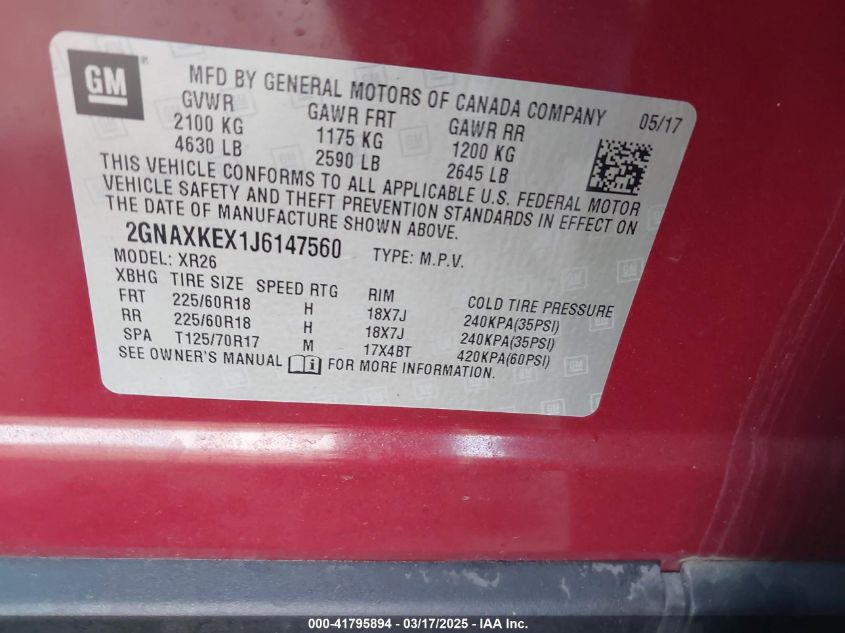 GM
MFD BY GENERAL MOTORS OF CANADA COMPANY 05/17
GVWR GAWR FRT GAWR RR
2100 KG 1175 KG 1200 KG
4630 LB 2590 LB 2645 LB
THIS VEHICLE CONFORMS TO ALL APPLICABLE U.S. FEDERAL MOTOR
VEHICLE SAFETY AND THEFT PREVENTION STANDARDS IN EFFECT ON
THE DATE OF MANUFACTURE SHOWN ABOVE.
2GNAXKEX1J6147560 TYPE: M.P.V.
MODEL: XR26
XBHG TIRE SIZE SPEED RTG RIM COLD TIRE PRESSURE
FRT 225/60R18 H 18X7J 240KPA(35PSI)
RR 225/60R18 H 18X7J 240KPA(35PSI)
SPA T125/70R17 M 17X4BT 420KPA(60PSI)
SEE OWNER'S MANUAL FOR MORE INFORMATION.
000-41795894 - 03/17/2025 - IAA Inc.